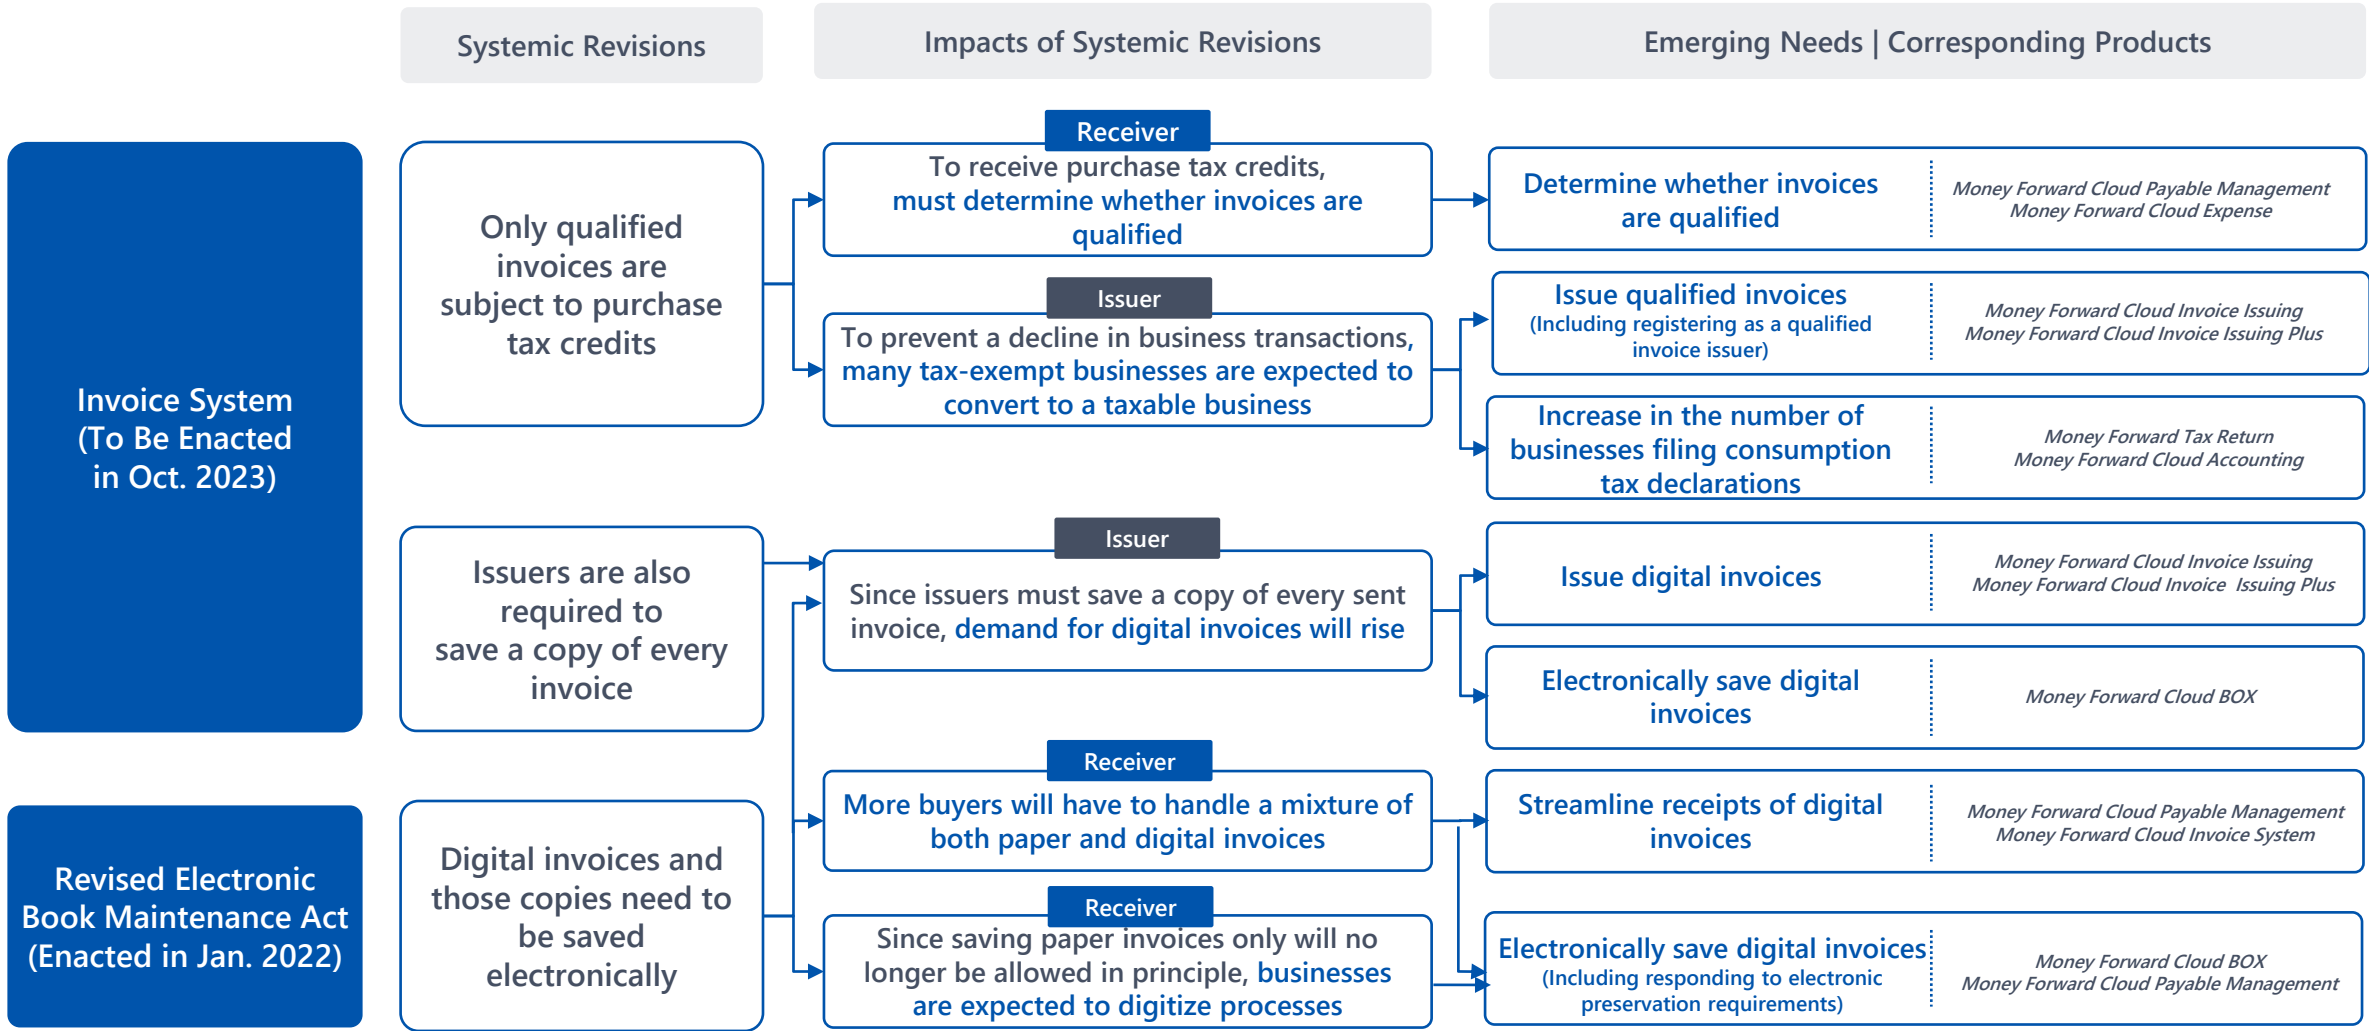 Systemic Revisions
Impacts of Systemic Revisions
Emerging Needs | Corresponding Products
Invoice System
(To Be Enacted
in Oct. 2023)
Only qualified
invoices are
subject to purchase
tax credits
Receiver
To receive purchase tax credits,
must determine whether invoices are
qualified
Determine whether invoices
are qualified
Money Forward Cloud Payable Management
Money Forward Cloud Expense
Issuer
To prevent a decline in business transactions,
many tax-exempt businesses are expected to
convert to a taxable business
Issue qualified invoices
(Including registering as a qualified
invoice issuer)
Money Forward Cloud Invoice Issuing
Money Forward Cloud Invoice Issuing Plus
Increase in the number of
businesses filing consumption
tax declarations
Money Forward Tax Return
Money Forward Cloud Accounting
Issuers are also
required to
save a copy of every
invoice
Issuer
Since issuers must save a copy of every sent
invoice, demand for digital invoices will rise
Issue digital invoices
Money Forward Cloud Invoice Issuing
Money Forward Cloud Invoice  Issuing Plus
Electronically save digital
invoices
Money Forward Cloud BOX
Revised Electronic
Book Maintenance Act
(Enacted in Jan. 2022)
Digital invoices and
those copies need to
be saved
electronically
Receiver
More buyers will have to handle a mixture of
both paper and digital invoices
Streamline receipts of digital
invoices
Money Forward Cloud Payable Management
Money Forward Cloud Invoice System
Receiver
Since saving paper invoices only will no
longer be allowed in principle, businesses
are expected to digitize processes
Electronically save digital invoices
(Including responding to electronic
preservation requirements)
Money Forward Cloud BOX
Money Forward Cloud Payable Management